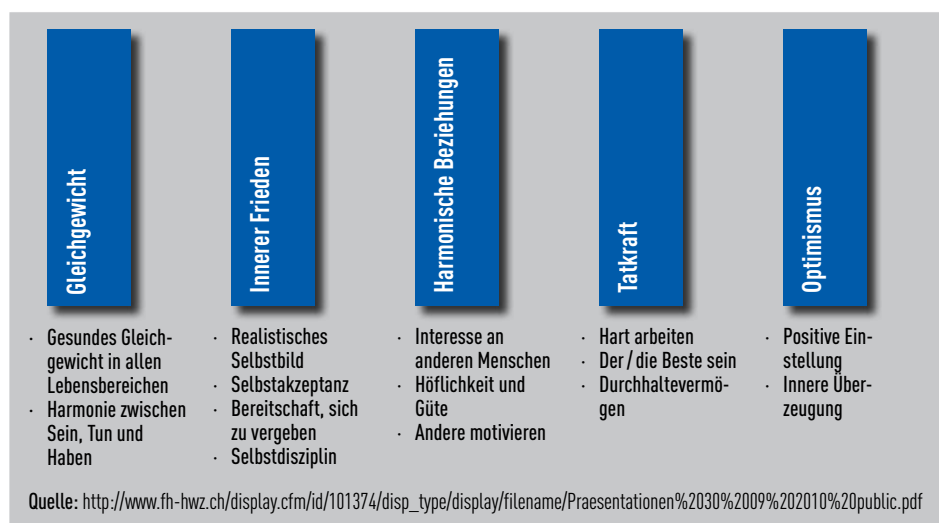 Gleichgewicht
· Gesundes Gleich-
gewicht in allen
Lebensbereichen
· Harmonie zwischen
Sein, Tun und
Haben
Innerer Frieden
· Realistisches
Selbstbild
· Selbstakzeptanz
· Bereitschaft, sich
zu vergeben
· Selbstdisziplin
Harmonische Beziehungen
· Interesse an
anderen Menschen
· Höflichkeit und
Güte
· Andere motivieren
Tatkraft
· Hart arbeiten
· Der / die Beste sein
· Durchhaltevermö-
gen
Optimismus
· Positive Ein-
stellung
· Innere Über-
zeugung
Quelle: http://www.fh-hwz.ch/display.cfm/id/101374/disp_type/display/filename/Praesentationen%2030%2009%202010%20public.pdf